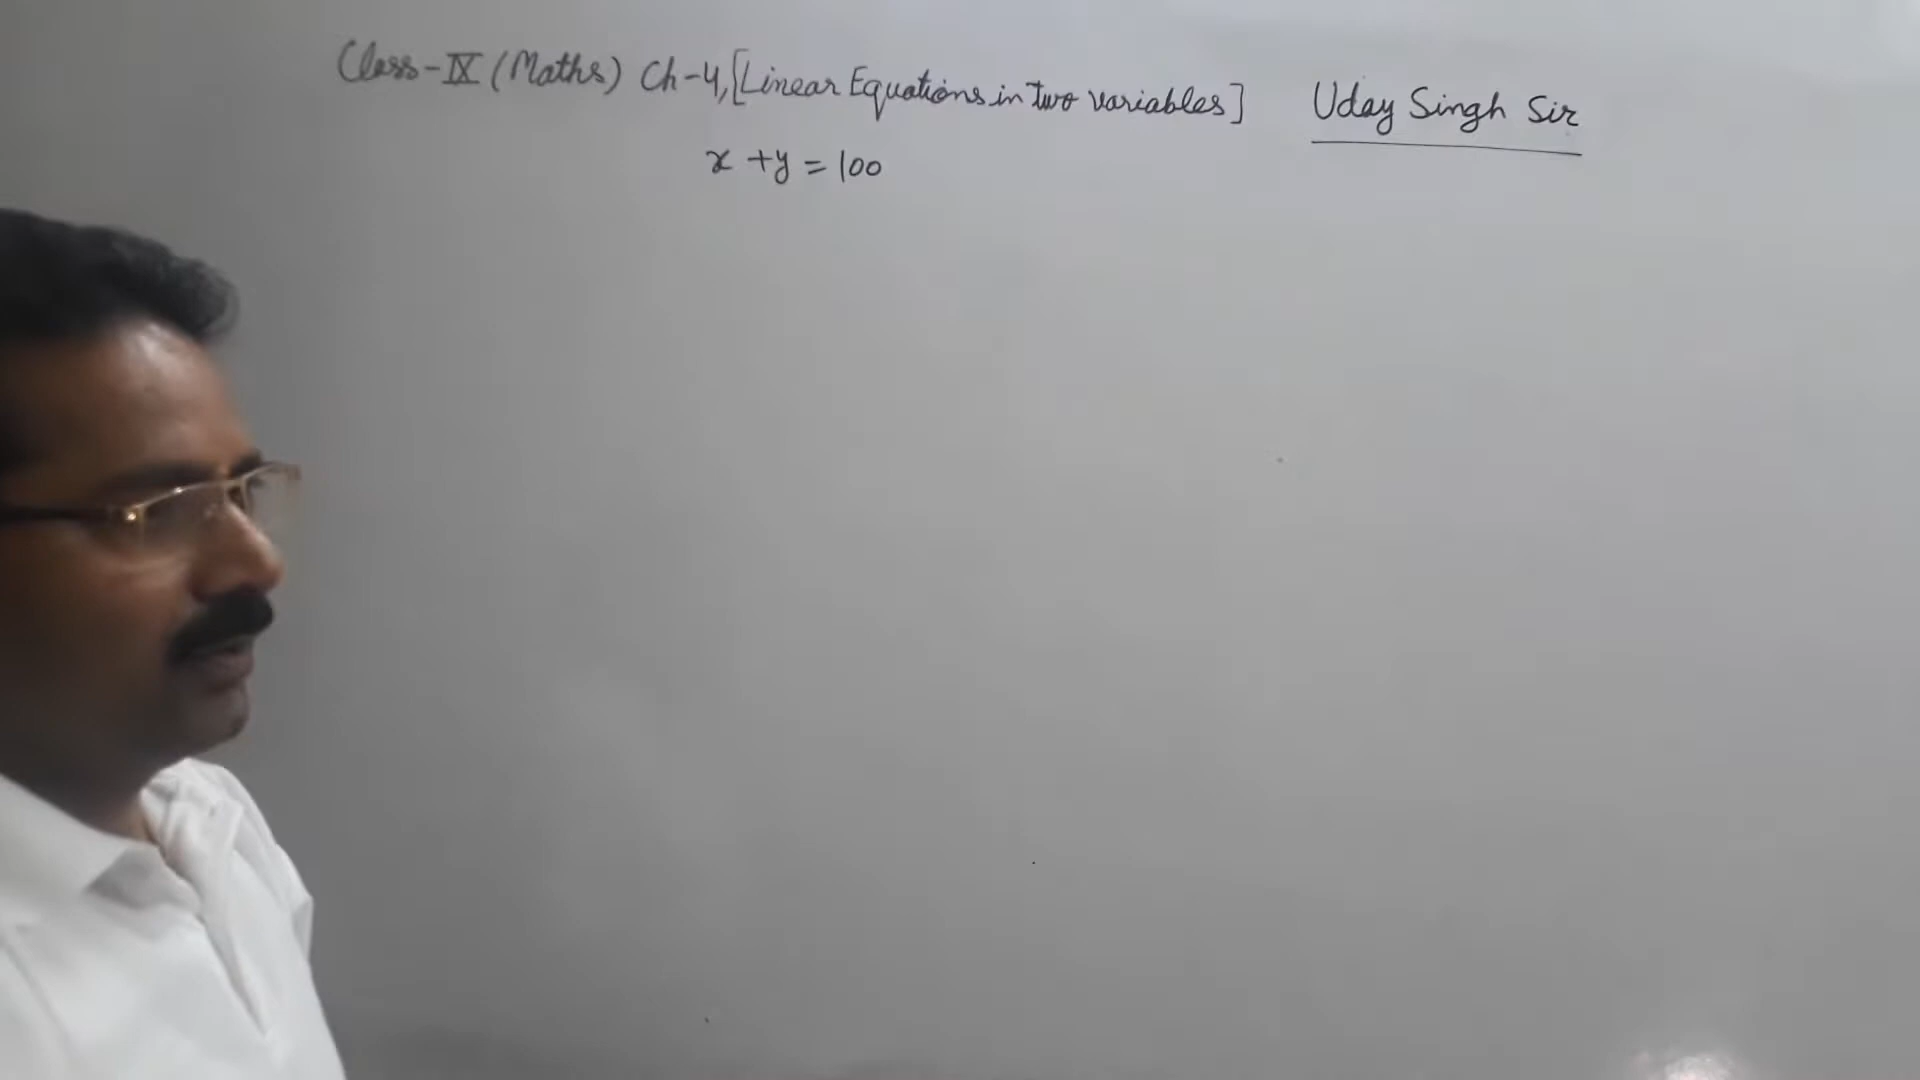 Class-IX (Maths) Ch-4, [Linear Equations in two variables] Uday Singh Sir
x + y = 100